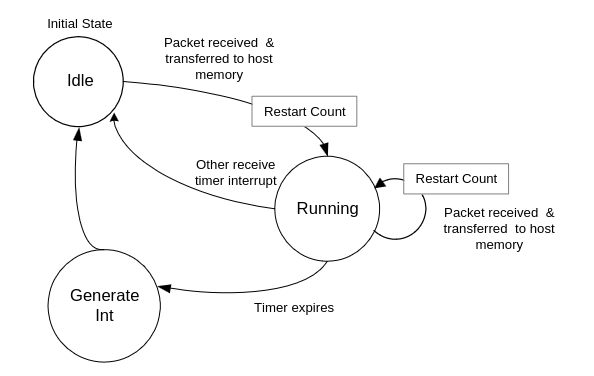 Initial State
Idle
Packet received &
transferred to host
memory
Restart Count
Other receive
timer interrupt
Running
Restart Count
Packet received &
transferred to host
memory
Generate
Int
Timer expires